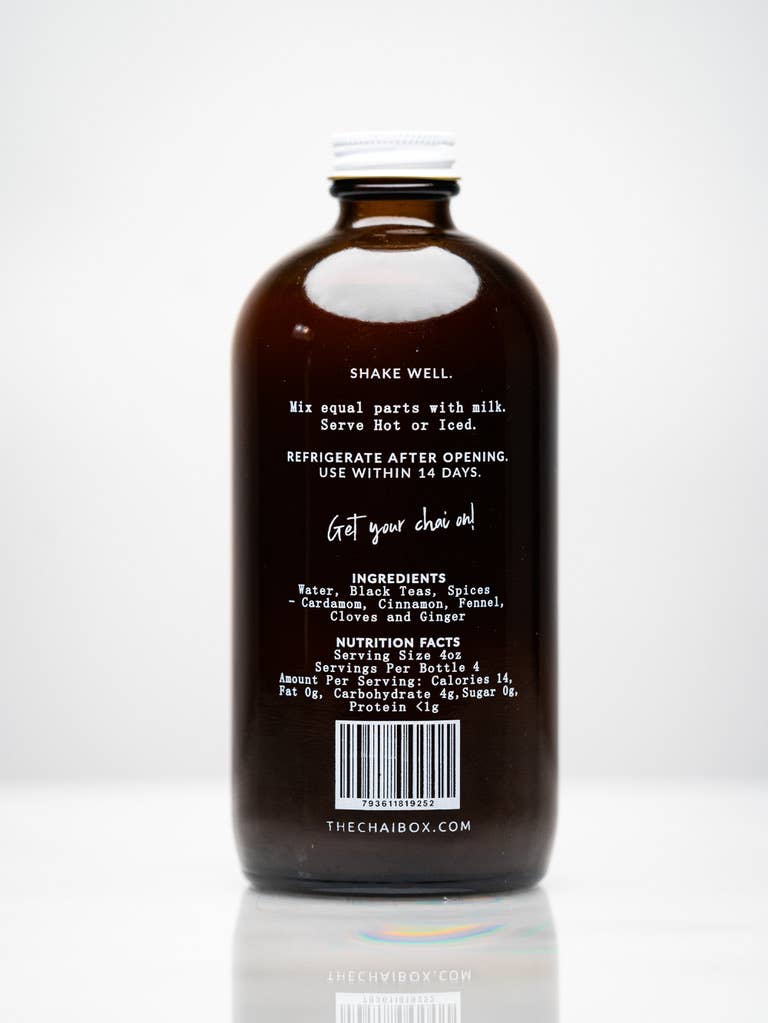 SHAKE WELL.
Mix equal parts with milk.
Serve Hot or Iced.
REFRIGERATE AFTER OPENING.
USE WITHIN 14 DAYS.
Get your chai on!
INGREDIENTS
Water, Black Teas, Spices
- Cardamom, Cinnamon, Fennel,
Cloves and Ginger
NUTRITION FACTS
Serving Size 4oz
Servings Per Bottle 4
Amount Per Serving: Calories 14,
Fat 0g, Carbohydrate 4g, Sugar 0g,
Protein <1g
793611819252
THECHAIBOX.COM